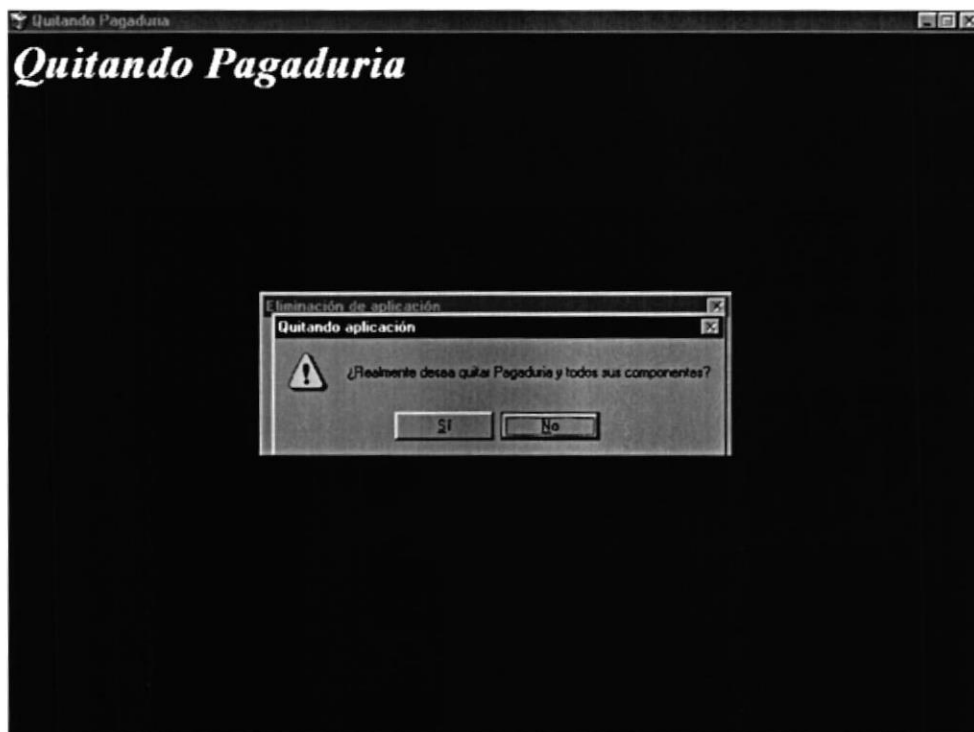 Quitando Pagaduria
Quitando Pagaduria
Eliminación de aplicación
Quitando aplicación
¿Realmente desea quitar Pagaduria y todos sus componentes?
Sí No